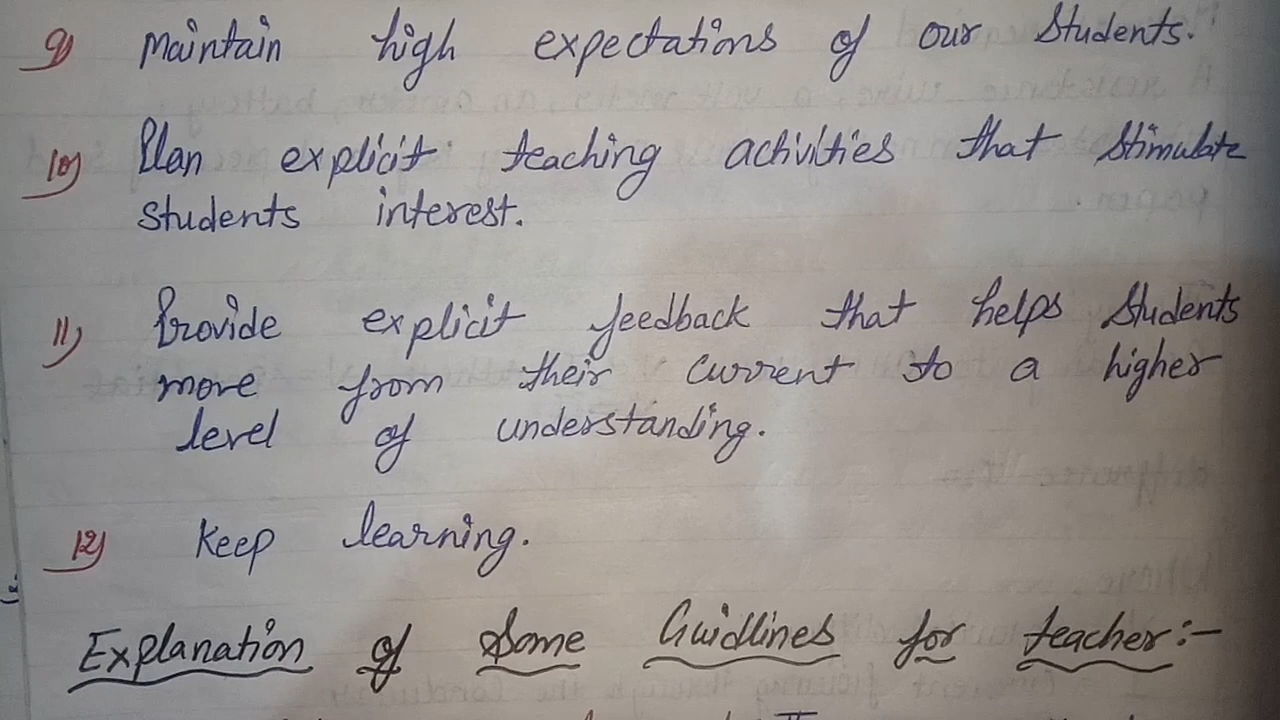 9) Maintain high expectations of our Students.
10) Plan explicit teaching activities that stimulate
students interest.
11) Provide explicit feedback that helps students
more from their current to a higher
level of understanding.
12) Keep learning.
Explanation of Some Guidlines for teacher:-